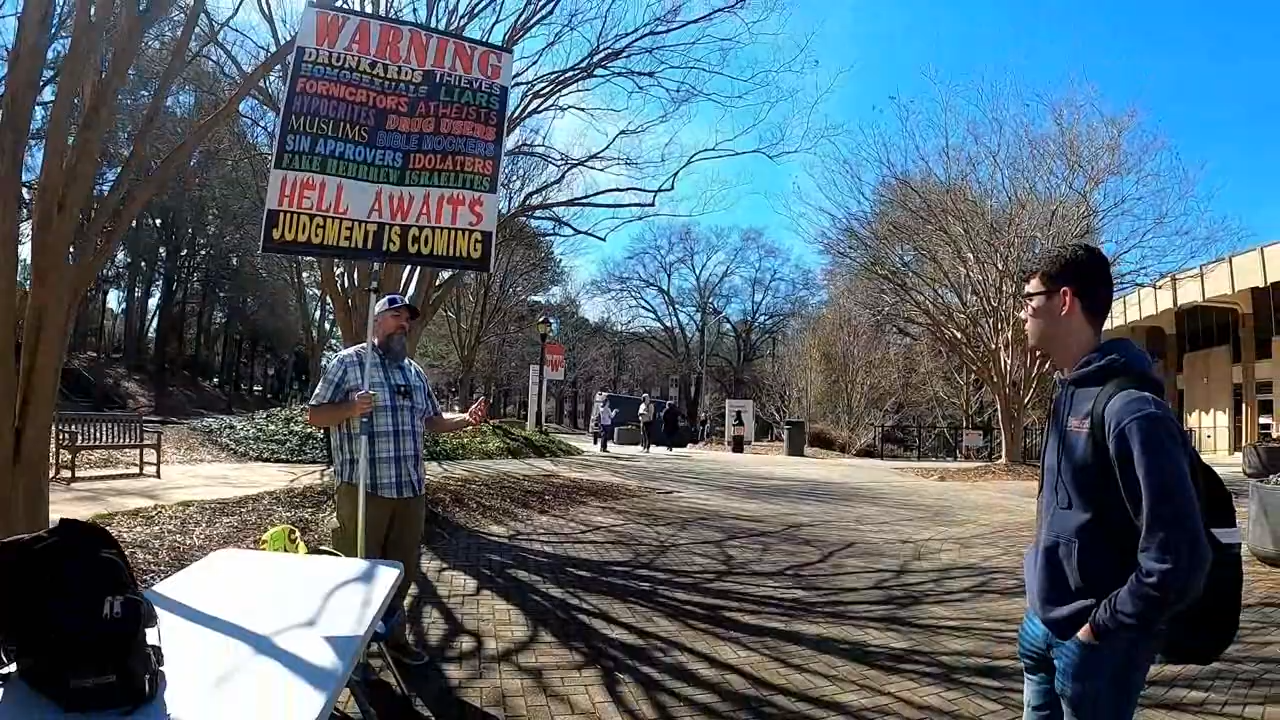 WARNING
DRUNKARDS THIEVES
HOMOSEXUALS LIARS
FORNICATORS ATHEISTS
HYPOCRITES DRUG USERS
MUSLIMS BIBLE MOCKERS
SIN APPROVERS IDOLATERS
FAKE HEBREW ISRAELITES
HELL AWAITS
JUDGMENT IS COMING